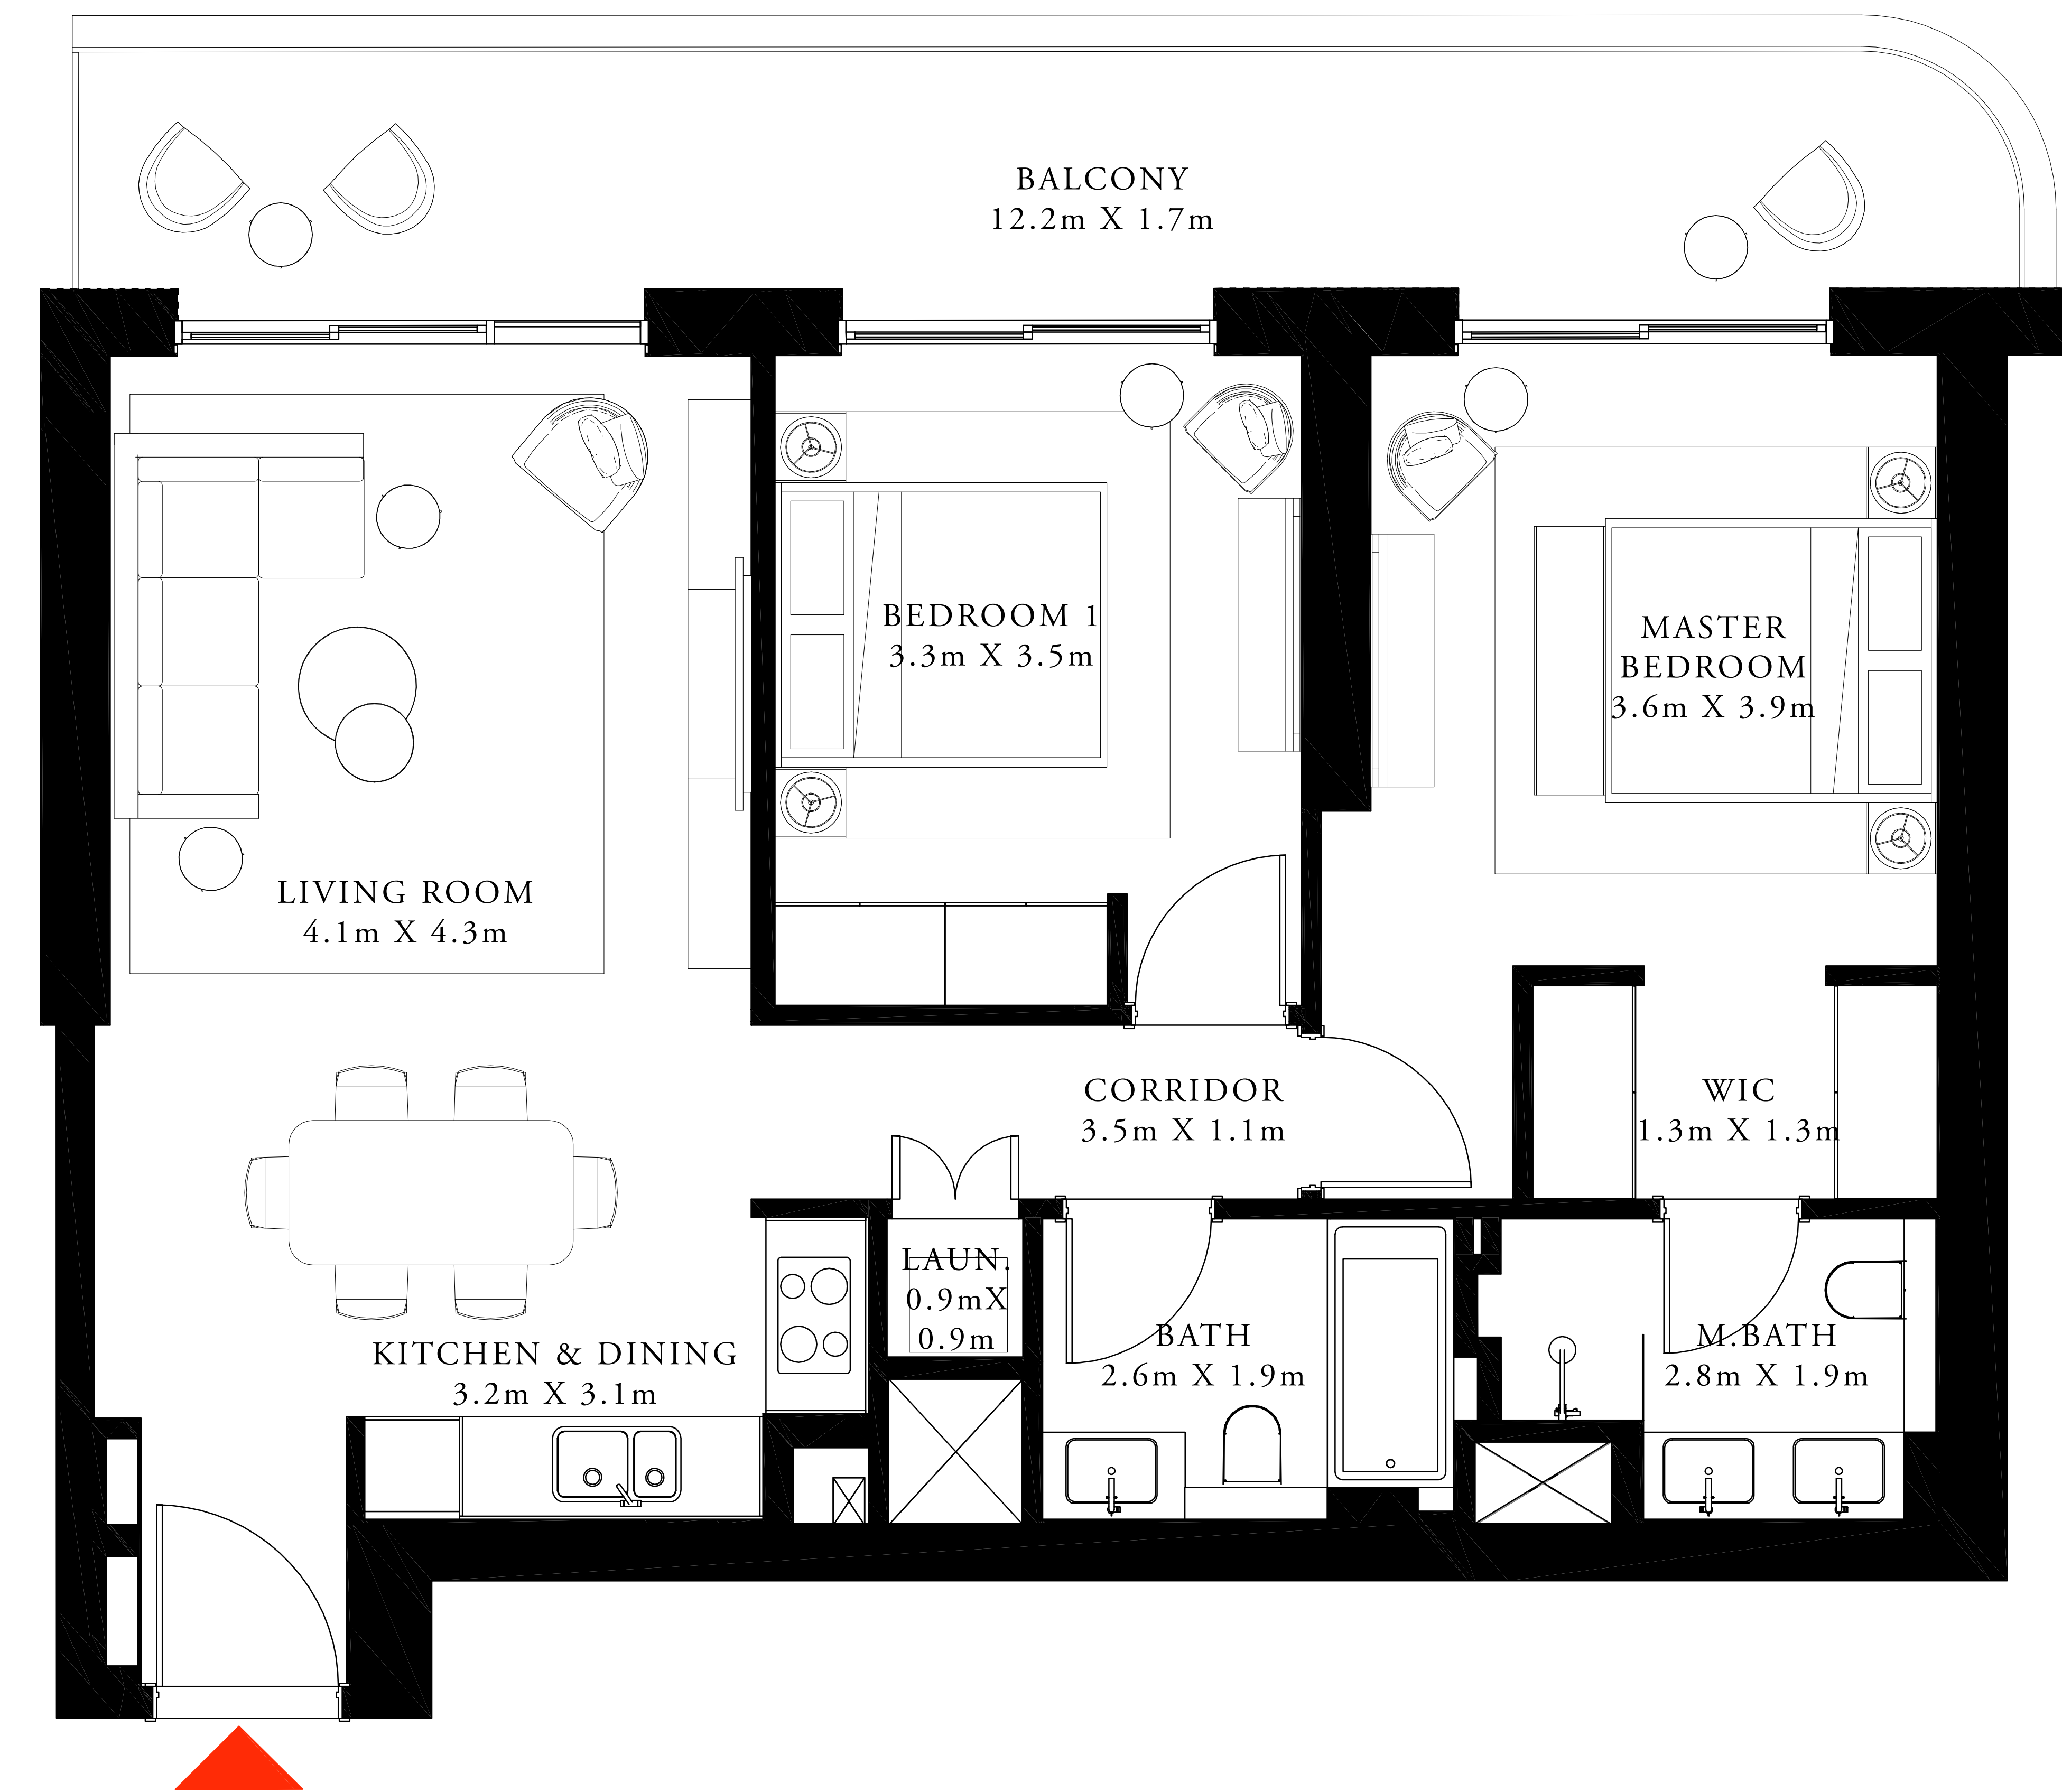 BALCONY
12.2m X 1.7m
BEDROOM 1
3.3m X 3.5m
MASTER
BEDROOM
3.6m X 3.9m
LIVING ROOM
4.1m X 4.3m
CORRIDOR
3.5m X 1.1m
WIC
1.3m X 1.3m
LAUN.
0.9mX
0.9m
BATH
2.6m X 1.9m
M.BATH
2.8m X 1.9m
KITCHEN & DINING
3.2m X 3.1m